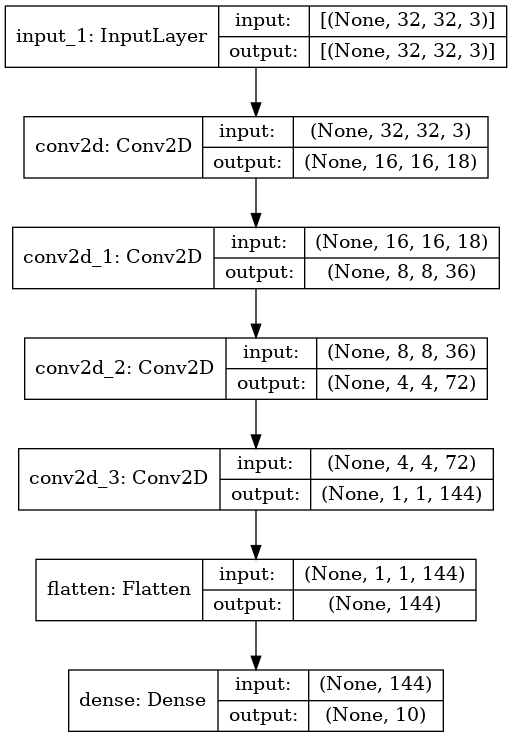 input_1: InputLayer input: [(None, 32, 32, 3)]
output: [(None, 32, 32, 3)]
conv2d: Conv2D input: (None, 32, 32, 3)
output: (None, 16, 16, 18)
conv2d_1: Conv2D input: (None, 16, 16, 18)
output: (None, 8, 8, 36)
conv2d_2: Conv2D input: (None, 8, 8, 36)
output: (None, 4, 4, 72)
conv2d_3: Conv2D input: (None, 4, 4, 72)
output: (None, 1, 1, 144)
flatten: Flatten input: (None, 1, 1, 144)
output: (None, 144)
dense: Dense input: (None, 144)
output: (None, 10)